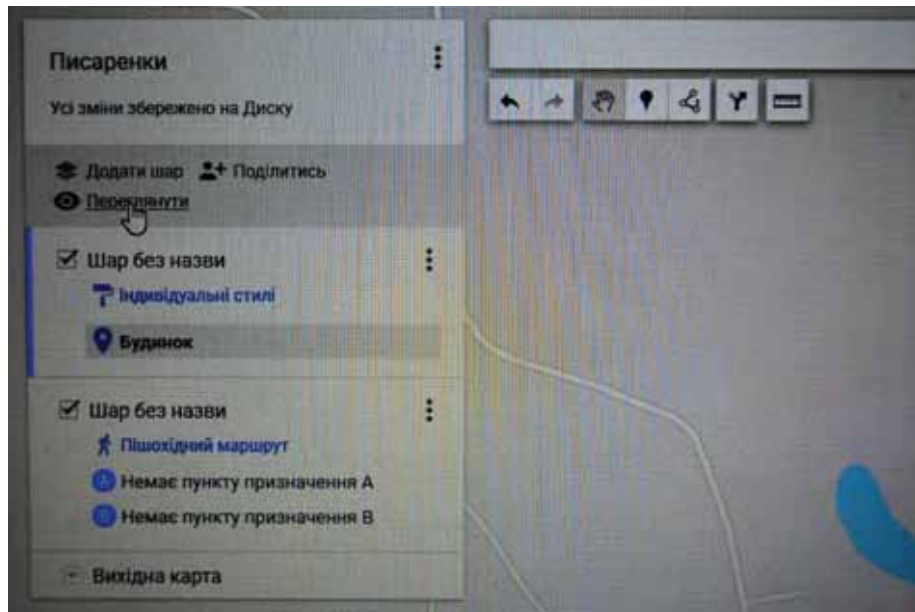 Писаренки
Усі зміни збережено на Диску
Додати шар Поділитись
Переглянути
Шар без назви
Індивідуальні стилі
Будинок
Шар без назви
Пішохідний маршрут
A Немає пункту призначення A
B Немає пункту призначення B
Вихідна карта